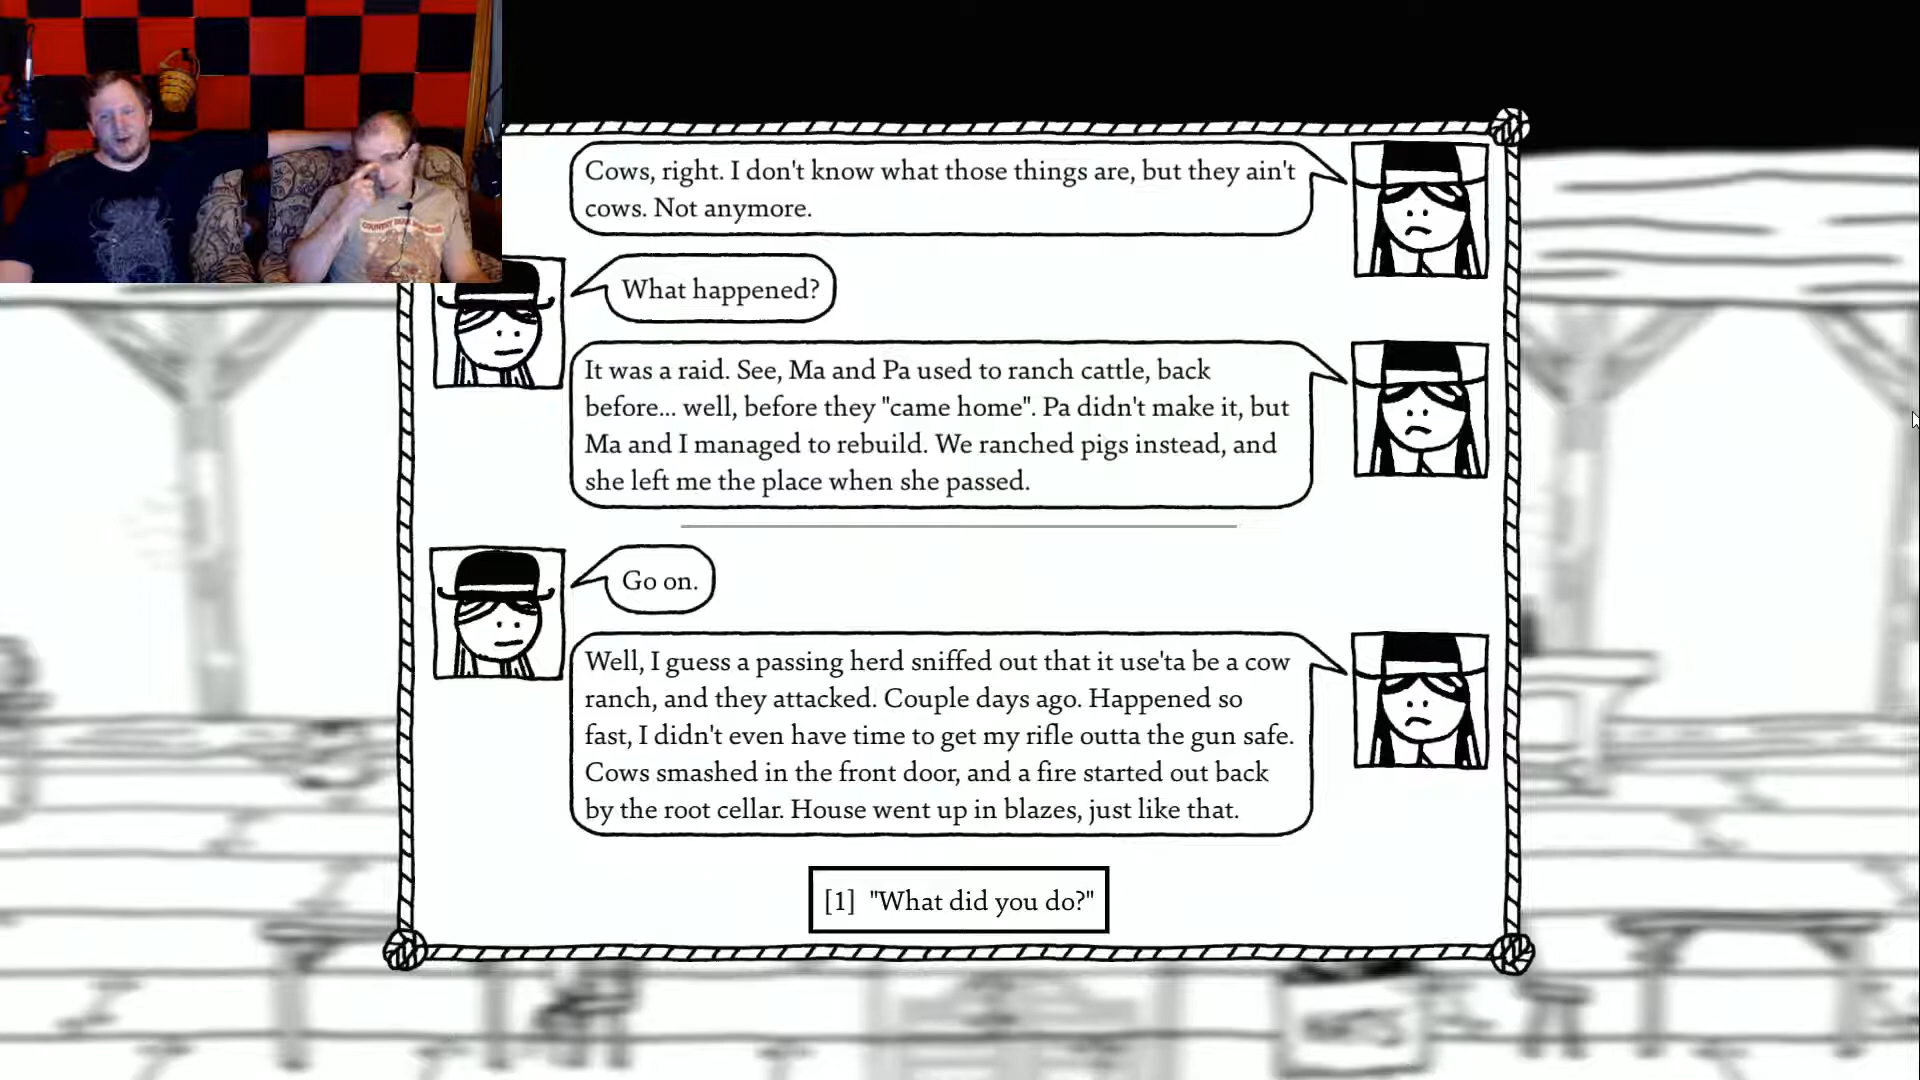 Cows, right. I don't know what those things are, but they ain't
cows. Not anymore.
What happened?
It was a raid. See, Ma and Pa used to ranch cattle, back
before... well, before they "came home". Pa didn't make it, but
Ma and I managed to rebuild. We ranched pigs instead, and
she left me the place when she passed.
Go on.
Well, I guess a passing herd sniffed out that it use'ta be a cow
ranch, and they attacked. Couple days ago. Happened so
fast, I didn't even have time to get my rifle outta the gun safe.
Cows smashed in the front door, and a fire started out back
by the root cellar. House went up in blazes, just like that.
[1] "What did you do?"